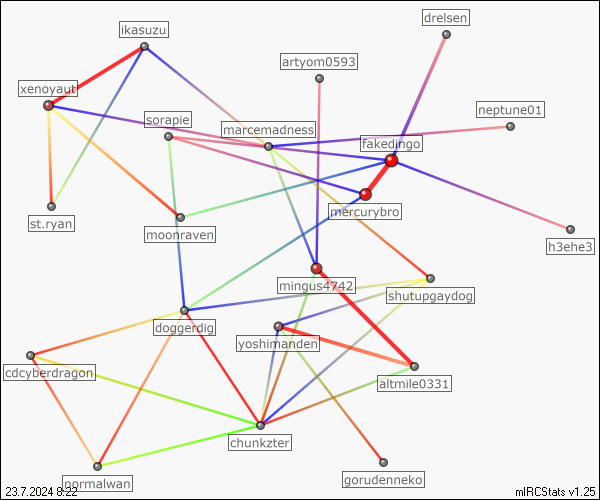 drelsen
ikasuzu
artyom0593
xenoyaut
neptune01
sorapie
marcemadness
fakedingo
mercurybro
st.ryan
moonraven
h3ehe3
mingus4742
shutupgaydog
doggerdig
yoshimanden
cdcyberdragon
altmile0331
chunkzter
normalwan
gorudenneko
23.7.2024 8:22
mIRCStats v1.25